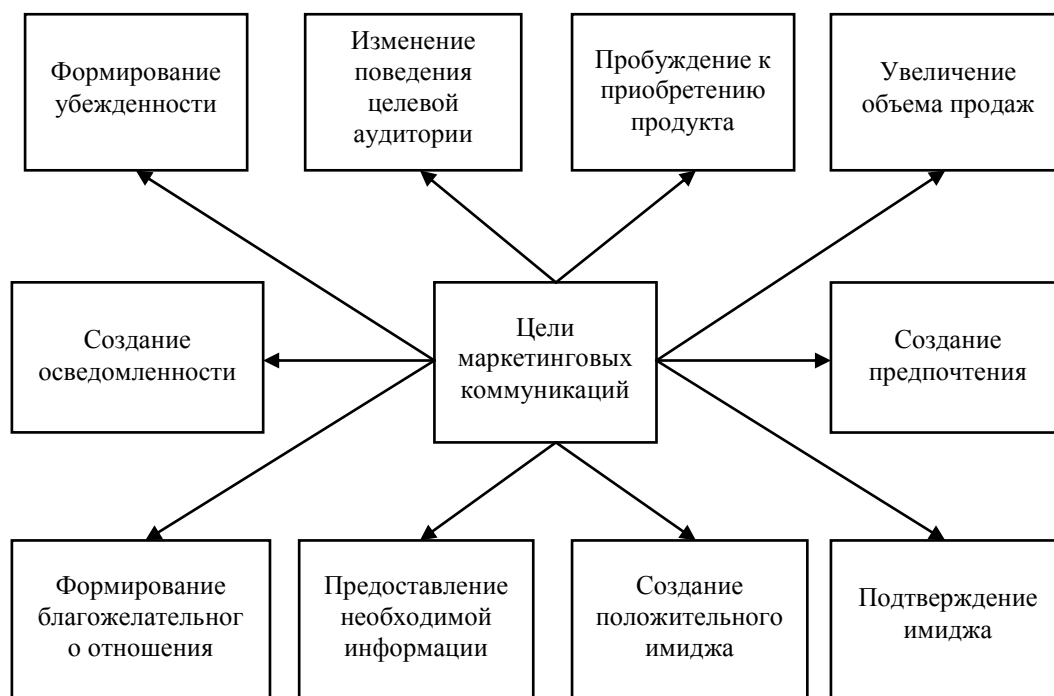 Формирование
убежденности
Изменение
поведения
целевой
аудитории
Пробуждение к
приобретению
продукта
Увеличение
объема продаж
Создание
осведомленности
Цели
маркетинговых
коммуникаций
Создание
предпочтения
Формирование
благожелательног
о отношения
Предоставление
необходимой
информации
Создание
положительного
имиджа
Подтверждение
имиджа